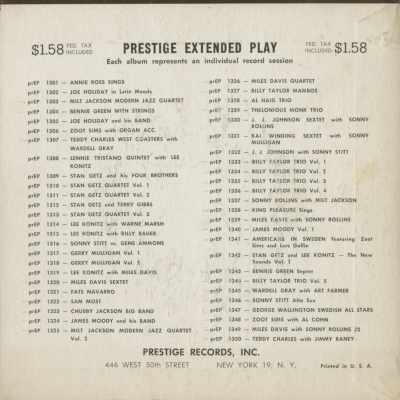 $1.58 FED. TAX INCLUDED
PRESTIGE EXTENDED PLAY
FED. TAX INCLUDED $1.58
Each album represents an individual record session
prEP 1301 — ANNIE ROSS SINGS
prEP 1302 — JOE HOLIDAY in Latin Moods
prEP 1303 — MILT JACKSON MODERN JAZZ QUARTET
prEP 1304 — BENNIE GREEN WITH STRINGS
prEP 1305 — JOE HOLIDAY and his BAND
prEP 1306 — ZOOT SIMS with ORGAN ACC.
prEP 1307 — TEDDY CHARLES WEST COASTERS with
WARDELL GRAY
prEP 1308 — LENNIE TRISTANO QUINTET with LEE
KONITZ
prEP 1309 — STAN GETZ and his FOUR BROTHERS
prEP 1310 — STAN GETZ QUARTET Vol. 1
prEP 1311 — STAN GETZ QUARTET Vol. 2
prEP 1312 — STAN GETZ and TERRY GIBBS
prEP 1313 — STAN GETZ QUARTET Vol. 3
prEP 1314 — LEE KONITZ with WARNE MARSH
prEP 1315 — LEE KONITZ with BILLY BAUER
prEP 1316 — SONNY STITT vs. GENE AMMONS
prEP 1317 — GERRY MULLIGAN Vol. 1
prEP 1318 — GERRY MULLIGAN Vol. 2
prEP 1319 — LEE KONITZ with MILES DAVIS
prEP 1320 — MILES DAVIS SEXTET
prEP 1321 — FATS NAVARRO
prEP 1322 — SAM MOST
prEP 1323 — CHUBBY JACKSON BIG BAND
prEP 1324 — JAMES MOODY and his BAND
prEP 1325 — MILT JACKSON MODERN JAZZ QUARTET
Vol. 2
prEP 1326 — MILES DAVIS QUARTET
prEP 1327 — BILLY TAYLOR MAMBOS
prEP 1328 — AL HAIG TRIO
prEP 1329 — THELONIOUS MONK TRIO
prEP 1330 — J. J. JOHNSON SEXTET with SONNY
ROLLINS
prEP 1331 — KAI WINDING SEXTET with SONNY
MULLIGAN
prEP 1332 — J. J. JOHNSON with SONNY STITT
prEP 1333 — BILLY TAYLOR TRIO Vol. 1
prEP 1334 — BILLY TAYLOR TRIO Vol. 2
prEP 1335 — BILLY TAYLOR TRIO Vol. 3
prEP 1336 — BILLY TAYLOR TRIO Vol. 4
prEP 1337 — SONNY ROLLINS with MILT JACKSON
prEP 1338 — KING PLEASURE Sings
prEP 1339 — MILES DAVIS with SONNY ROLLINS
prEP 1340 — JAMES MOODY Vol. 1
prEP 1341 — AMERICANS IN SWEDEN featuring Zoot
Sims and Lars Gullin
prEP 1342 — STAN GETZ and LEE KONITZ — The New
Sounds Vol. 1
prEP 1343 — BENNIE GREEN Septet
prEP 1344 — BILLY TAYLOR TRIO Vol. 5
prEP 1345 — WARDELL GRAY with ART FARMER
prEP 1346 — SONNY STITT Alto Sax
prEP 1347 — GEORGE WALLINGTON SWEDISH ALL STARS
prEP 1348 — ZOOT SIMS with AL COHN
prEP 1349 — MILES DAVIS with SONNY ROLLINS
prEP 1350 — TEDDY CHARLES with JIMMY RANEY
PRESTIGE RECORDS, INC.
446 WEST 50th STREET NEW YORK 19, N. Y.
Printed in U. S. A.